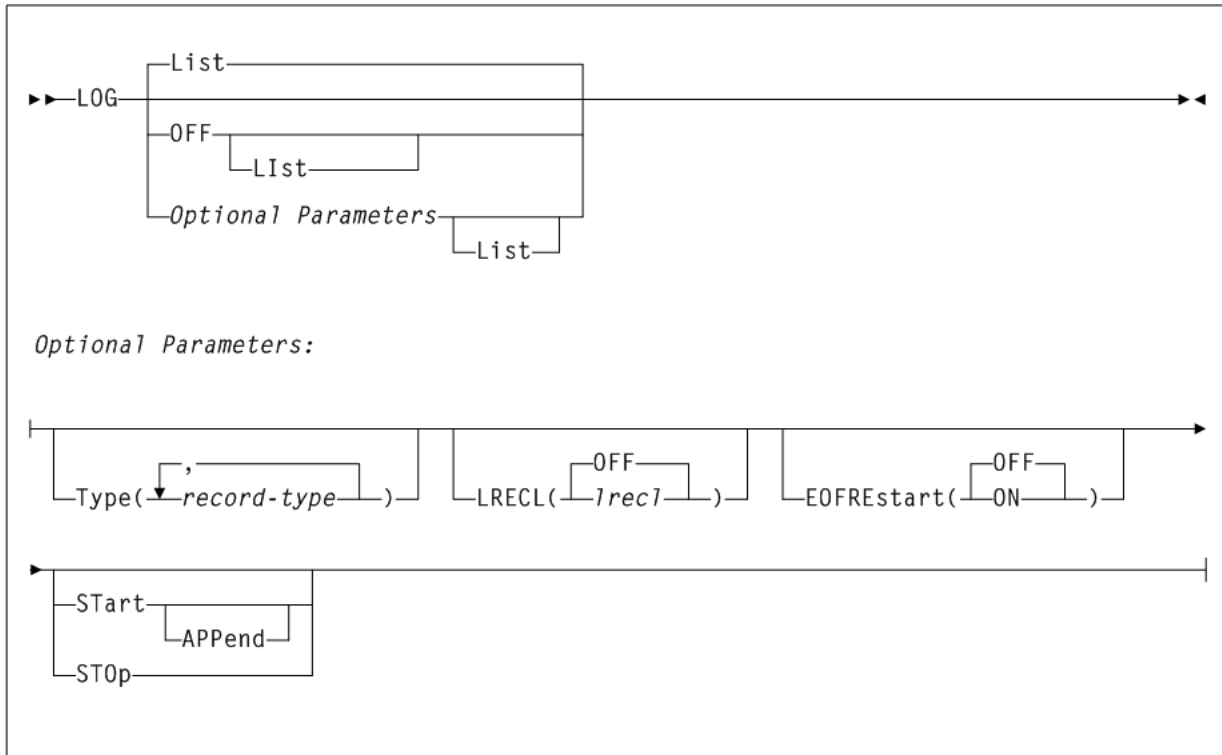 List
LOG
OFF
LIst
Optional Parameters
List
Optional Parameters:
, OFF OFF
Type( record-type ) LRECL( lrecl ) EOFREstart( ON )
STart
APPend
STOp